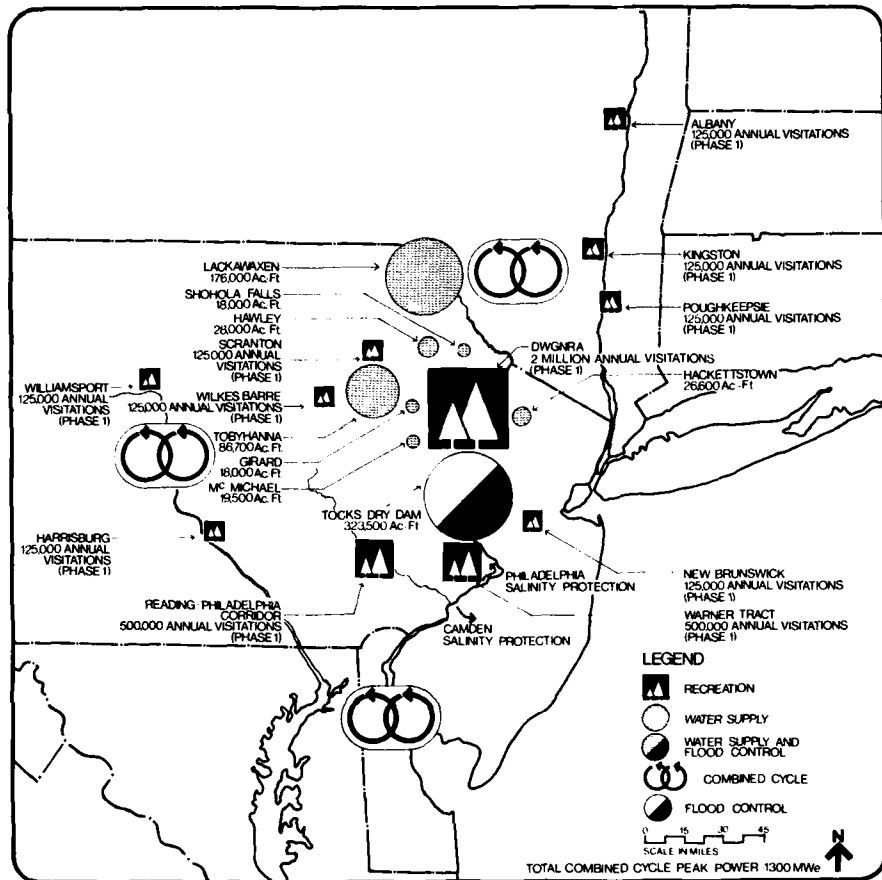 ALBANY
125,000 ANNUAL VISITATIONS
(PHASE 1)
LACKAWAXEN
176,000 Ac. Ft
SHOHOLA FALLS
18,000 Ac. Ft
HAWLEY
28,000 Ac. Ft
SCRANTON
125,000 ANNUAL
VISITATIONS
(PHASE 1)
KINGSTON
125,000 ANNUAL VISITATIONS
(PHASE 1)
POUGHKEEPSIE
125,000 ANNUAL VISITATIONS
(PHASE 1)
DWGNRA
2 MILLION ANNUAL VISITATIONS
(PHASE 1)
HACKETTSTOWN
26,600 Ac-Ft
WILLIAMSPORT
125,000 ANNUAL
VISITATIONS
(PHASE 1)
WILKES BARRE
125,000 ANNUAL VISITATIONS
(PHASE 1)
TOBYHANNA
86,700 Ac. Ft
GIRARD
18,000 Ac. Ft
Mc MICHAEL
19,500 Ac. Ft
TOCKS DRY DAM
323,500 Ac-Ft
HARRISBURG
125,000 ANNUAL
VISITATIONS
(PHASE 1)
PHILADELPHIA
SALINITY PROTECTION
NEW BRUNSWICK
125,000 ANNUAL VISITATIONS
(PHASE 1)
READING PHILADELPHIA
CORRIDOR
500,000 ANNUAL VISITATIONS
(PHASE 1)
CAMDEN
SALINITY PROTECTION
WARNER TRACT
500,000 ANNUAL VISITATIONS
(PHASE 1)
LEGEND
RECREATION
WATER SUPPLY
WATER SUPPLY AND
FLOOD CONTROL
COMBINED CYCLE
FLOOD CONTROL
0 15 30 45
SCALE IN MILES
N
TOTAL COMBINED CYCLE PEAK POWER 1300 MWe